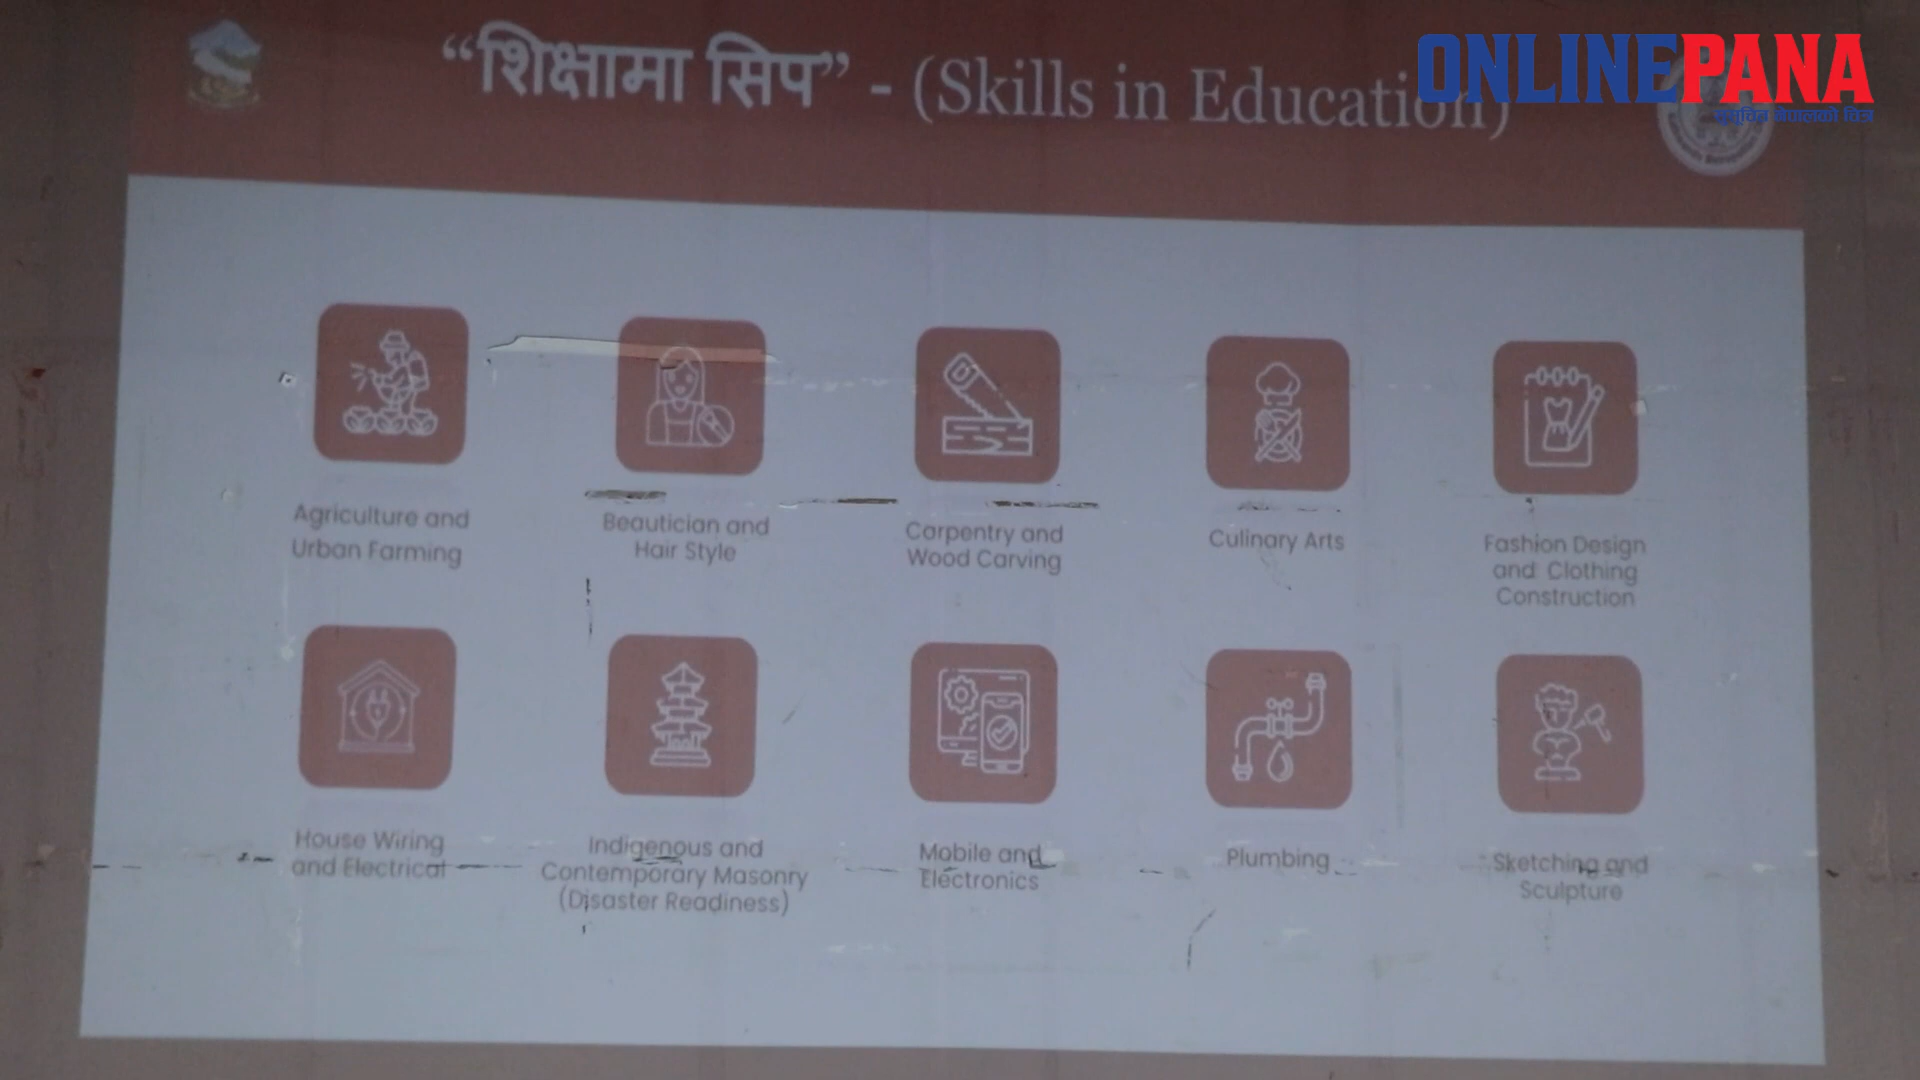 “शिक्षामा सिप” - (Skills in Education)
ONLINEPANA
Agriculture and
Urban Farming
Beautician and
Hair Style
Carpentry and
Wood Carving
Culinary Arts
Fashion Design
and Clothing
Construction
House Wiring
and Electrical
Indigenous and
Contemporary Masonry
(Disaster Readiness)
Mobile and
Electronics
Plumbing
Sketching and
Sculpture